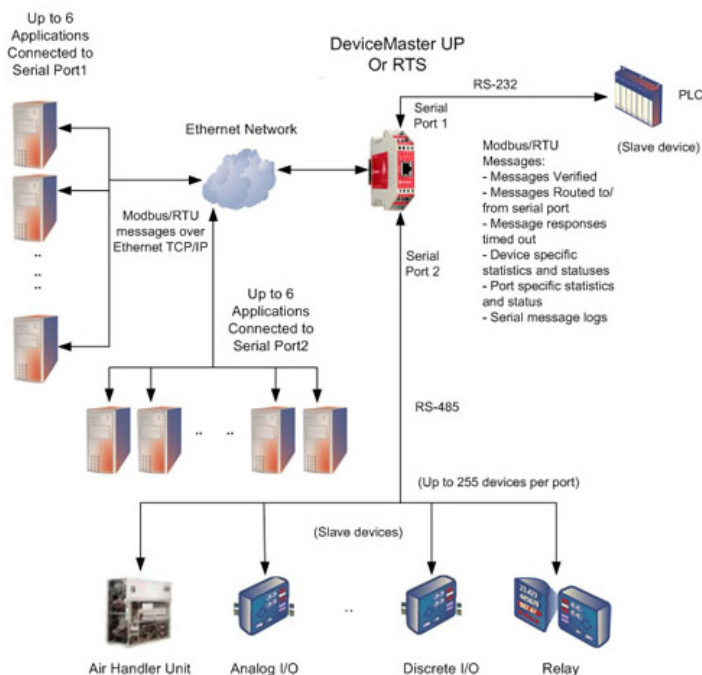 Up to 6
Applications
Connected to
Serial Port1
DeviceMaster UP
Or RTS
RS-232
PLC
(Slave device)
Serial
Port 1
Ethernet Network
Modbus/RTU
messages over
Ethernet TCP/IP
Modbus/RTU
Messages:
- Messages Verified
- Messages Routed to/
from serial port
- Message responses
timed out
- Device specific
statistics and statuses
- Port specific statistics
and status
- Serial message logs
Serial
Port 2
..
..
..
Up to 6
Applications
Connected to
Serial Port2
..
..
RS-485
(Up to 255 devices per port)
(Slave devices)
..
Air Handler Unit
Analog I/O
Discrete I/O
Relay